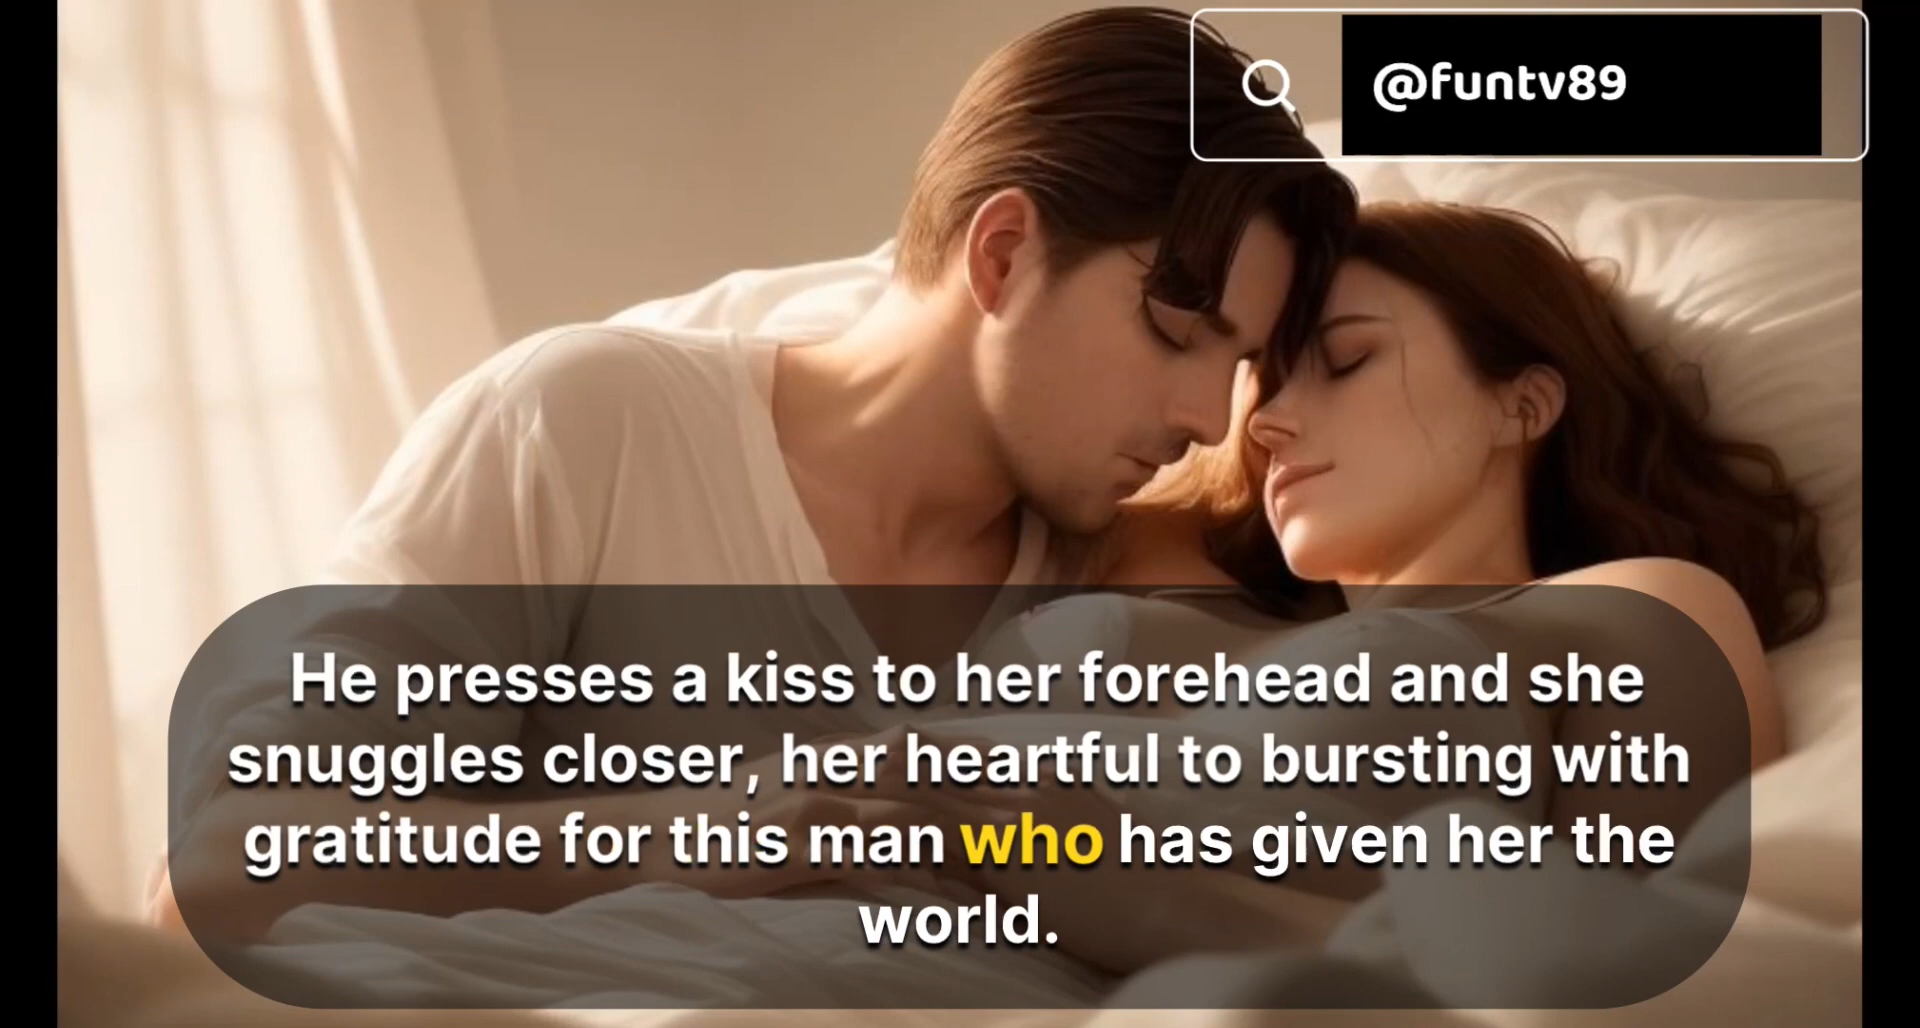 @funtv89
He presses a kiss to her forehead and she
snuggles closer, her heartful to bursting with
gratitude for this man who has given her the
world.